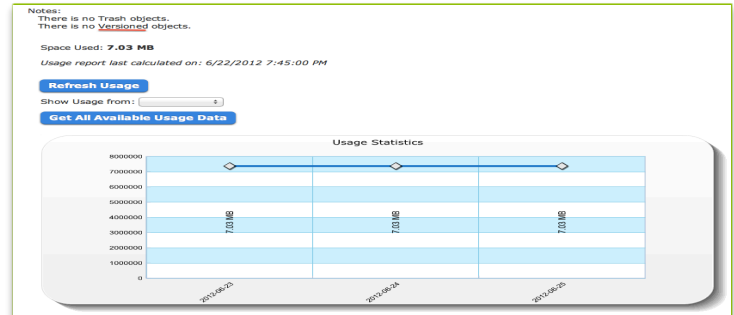 Notes:
There is no Trash objects.
There is no Versioned objects.
Space Used: 7.03 MB
Usage report last calculated on: 6/22/2012 7:45:00 PM
Refresh Usage
Show Usage from:
Get All Available Usage Data
Usage Statistics
8000000
7000000
6000000
5000000
4000000
3000000
2000000
1000000
0
7.03 MB
7.03 MB
7.03 MB
2012-06-23
2012-06-24
2012-06-25